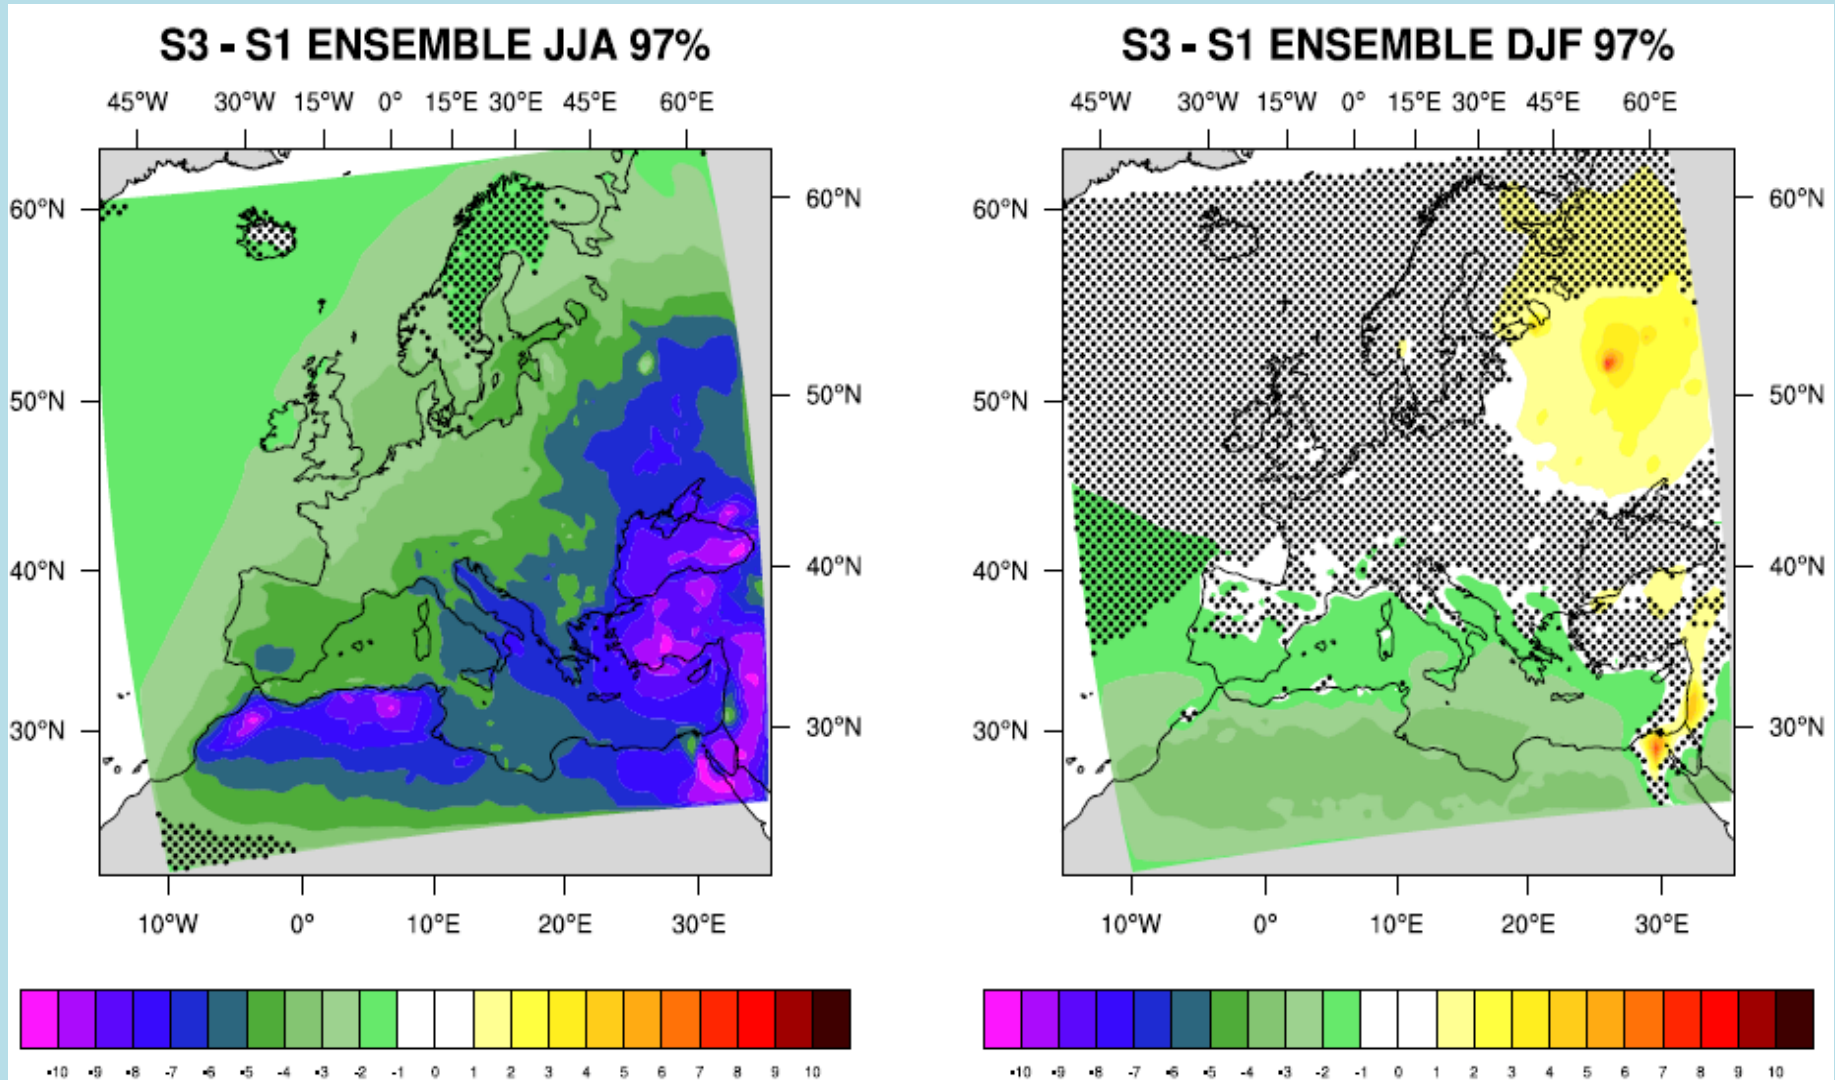 S3 - S1 ENSEMBLE JJA 97%
45°W 30°W 15°W 0° 15°E 30°E 45°E 60°E
60°N 60°N
50°N 50°N
40°N 40°N
30°N 30°N
10°W 0° 10°E 20°E 30°E
-10 -9 -8 -7 -6 -5 -4 -3 -2 -1 0 1 2 3 4 5 6 7 8 9 10
S3 - S1 ENSEMBLE DJF 97%
45°W 30°W 15°W 0° 15°E 30°E 45°E 60°E
60°N 60°N
50°N 50°N
40°N 40°N
30°N 30°N
10°W 0° 10°E 20°E 30°E
-10 -9 -8 -7 -6 -5 -4 -3 -2 -1 0 1 2 3 4 5 6 7 8 9 10